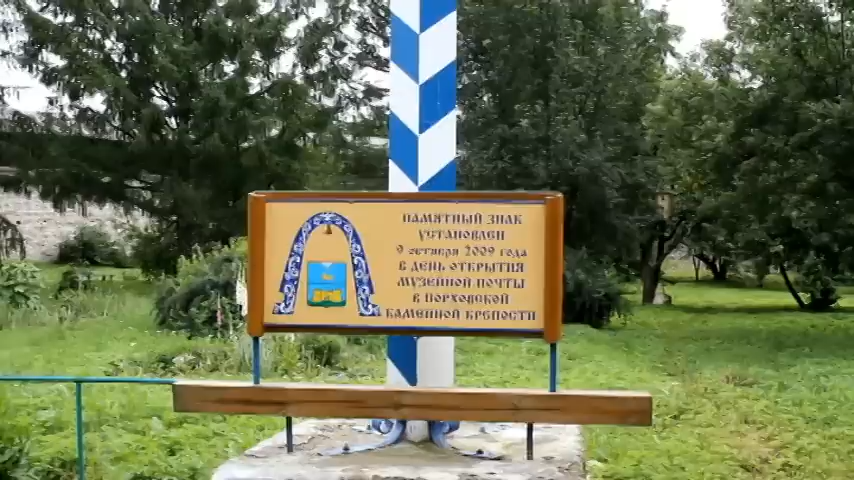 ПАМЯТНЫЙ ЗНАК
УСТАНОВЛЕН
9 октября 2009 года
В ДЕНЬ ОТКРЫТИЯ
МУЗЕЙНОЙ ПОЧТЫ
В ПОРХОВСКОЙ
КАМЕННОЙ КРЕПОСТИ